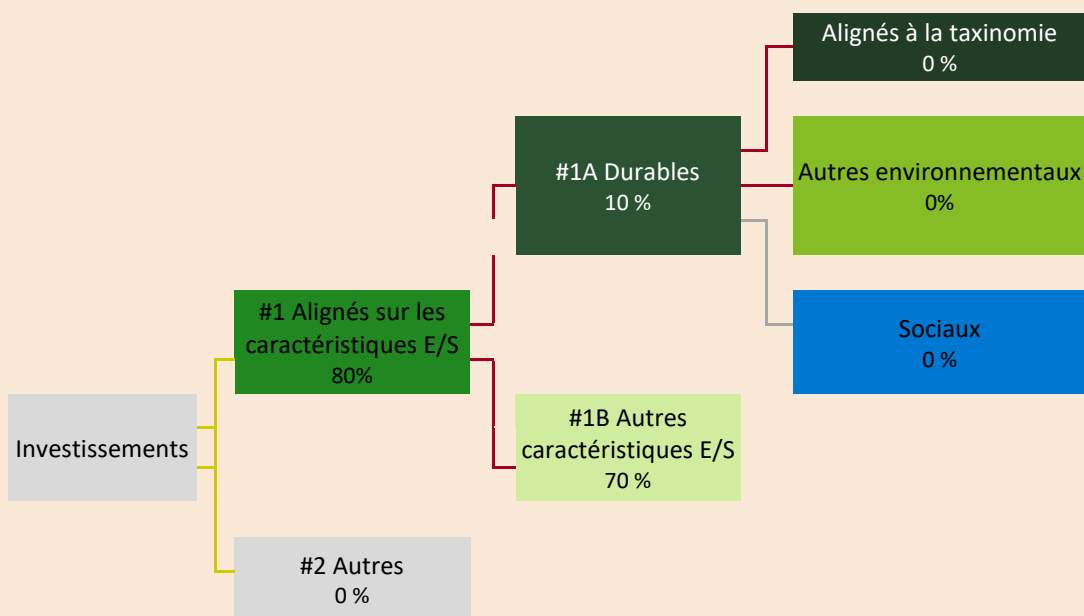 Alignés à la taxinomie
0 %
#1A Durables
10 %
Autres environnementaux
0%
#1 Alignés sur les
caractéristiques E/S
80%
Sociaux
0 %
Investissements
#1B Autres
caractéristiques E/S
70 %
#2 Autres
0 %